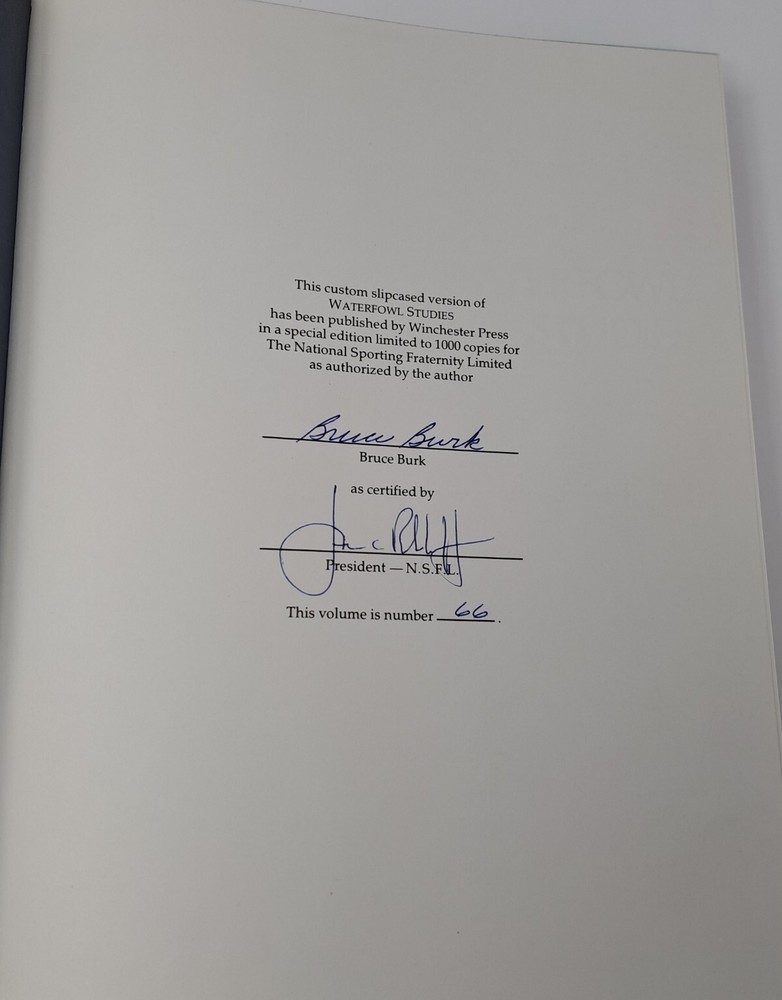 This custom slipcased version of
WATERFOWL STUDIES
has been published by Winchester Press
in a special edition limited to 1000 copies for
The National Sporting Fraternity Limited
as authorized by the author
Bruce Burk
Bruce Burk
as certified by
President — N.S.F.L.
This volume is number 66.